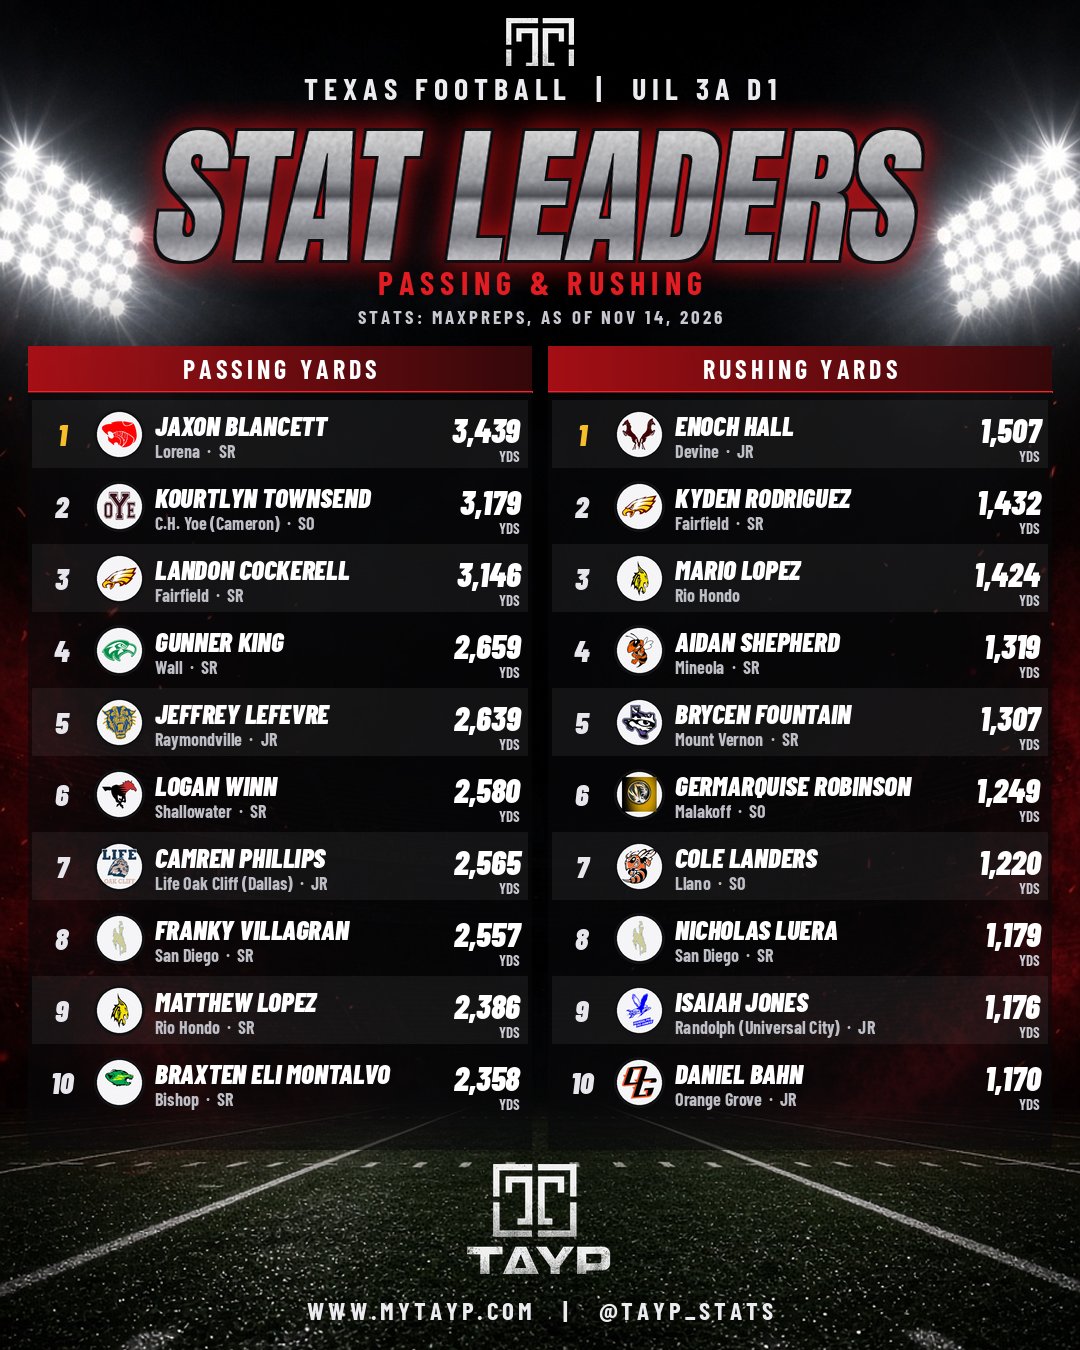 TEXAS FOOTBALL | UIL 3A D1
STAT LEADERS
PASSING & RUSHING
STATS: MAXPREPS, AS OF NOV 14, 2026
PASSING YARDS
1 JAXON BLANCETT 3,439
Lorena · SR YDS
2 OYE KOURTLYN TOWNSEND 3,179
C.H. Yoe (Cameron) · SO YDS
3 LANDON COCKERELL 3,146
Fairfield · SR YDS
4 GUNNER KING 2,659
Wall · SR YDS
5 JEFFREY LEFEVRE 2,639
Raymondville · JR YDS
6 LOGAN WINN 2,580
Shallowater · SR YDS
7 LIFE OAK CLIFF CAMREN PHILLIPS 2,565
Life Oak Cliff (Dallas) · JR YDS
8 FRANKY VILLAGRAN 2,557
San Diego · SR YDS
9 MATTHEW LOPEZ 2,386
Rio Hondo · SR YDS
10 BRAXTEN ELI MONTALVO 2,358
Bishop · SR YDS
RUSHING YARDS
1 ENOCH HALL 1,507
Devine · JR YDS
2 KYDEN RODRIGUEZ 1,432
Fairfield · SR YDS
3 MARIO LOPEZ 1,424
Rio Hondo YDS
4 AIDAN SHEPHERD 1,319
Mineola · SR YDS
5 BRYCEN FOUNTAIN 1,307
Mount Vernon · SR YDS
6 GERMARQUISE ROBINSON 1,249
Malakoff · SO YDS
7 COLE LANDERS 1,220
Llano · SO YDS
8 NICHOLAS LUERA 1,179
San Diego · SR YDS
9 ISAIAH JONES 1,176
Randolph (Universal City) · JR YDS
10 OG DANIEL BAHN 1,170
Orange Grove · JR YDS
TAYP
WWW.MYTAYP.COM | @TAYP_STATS